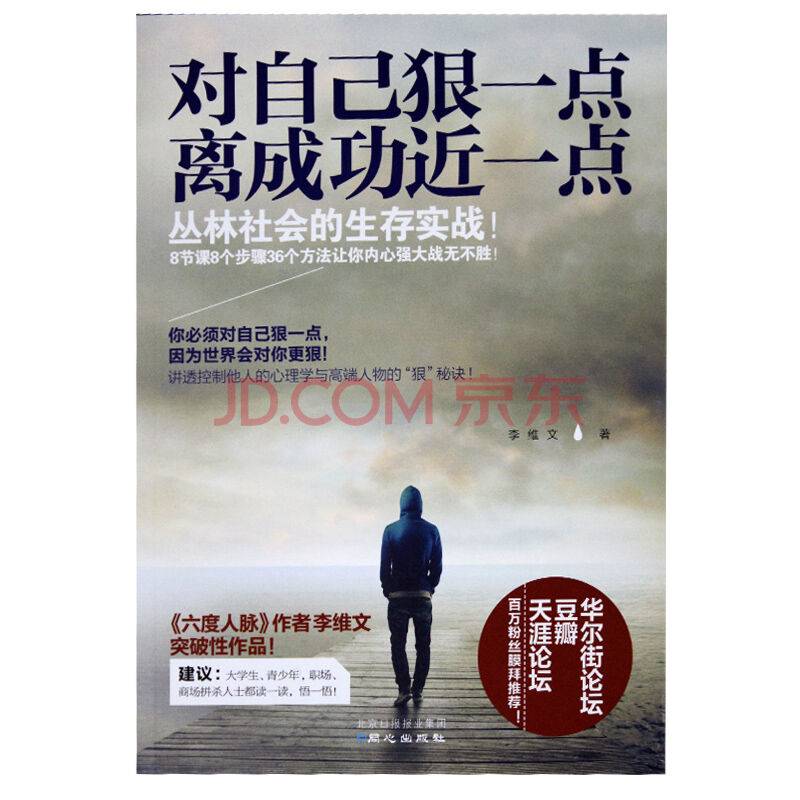 对自己狠一点
离成功近一点
丛林社会的生存实战！
8节课8个步骤36个方法让你内心强大战无不胜！
你必须对自己狠一点，
因为世界会对你更狠！
讲透控制他人的心理学与高端人物的“狠”秘诀！
JD.COM 京东
李维文 著
《六度人脉》作者李维文
突破性作品！
建议：大学生、青少年，职场、
商场拼杀人士都读一读，悟一悟！
华尔街论坛
豆瓣
天涯论坛
百万粉丝膜拜推荐！
北京日报报业集团
同心出版社